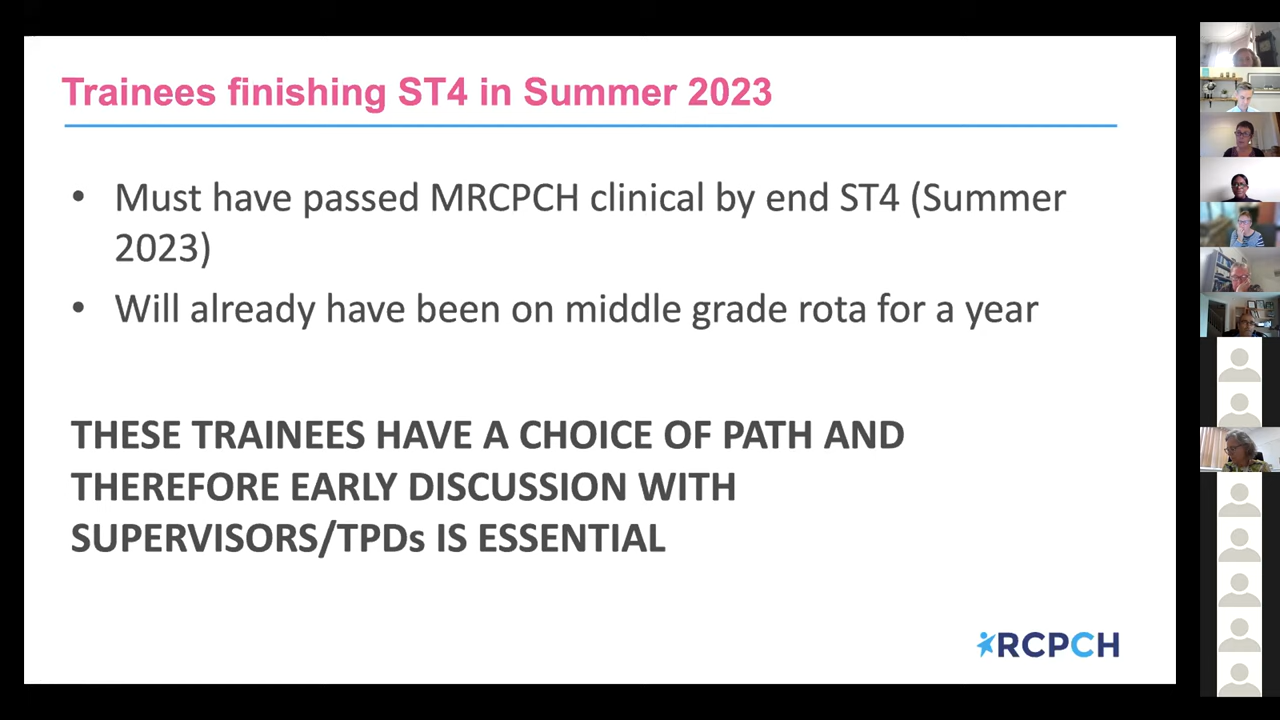 Trainees finishing ST4 in Summer 2023
• Must have passed MRCPCH clinical by end ST4 (Summer
2023)
• Will already have been on middle grade rota for a year
THESE TRAINEES HAVE A CHOICE OF PATH AND
THEREFORE EARLY DISCUSSION WITH
SUPERVISORS/TPDs IS ESSENTIAL
RCPCH